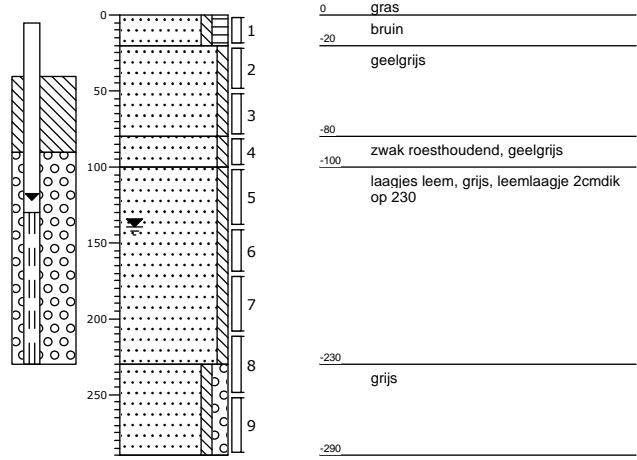 0
50
100
150
200
250
1
2
3
4
5
6
7
8
9
0 gras
-20 bruin
geelgrijs
-80
zwak roesthoudend, geelgrijs
-100
laagjes leem, grijs, leemlaagje 2cmdik
op 230
-230
grijs
-290